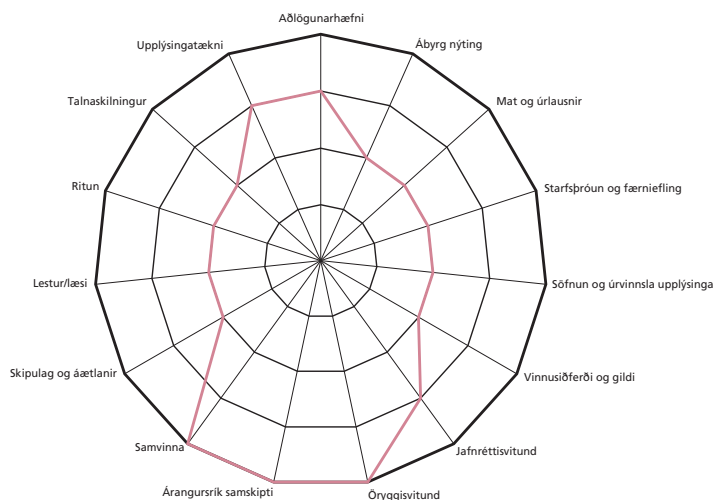 Aðlögunarhæfni
Upplýsingatækni
Ábyrg nýting
Talnaskilningur
Mat og úrlausnir
Ritun
Starfsþróun og færniefling
Lestur/læsi
Söfnun og úrvinnsla upplýsinga
Skipulag og áætlanir
Vinnusiðferði og gildi
Samvinna
Jafnréttisvitund
Árangursrík samskipti
Öryggisvitund